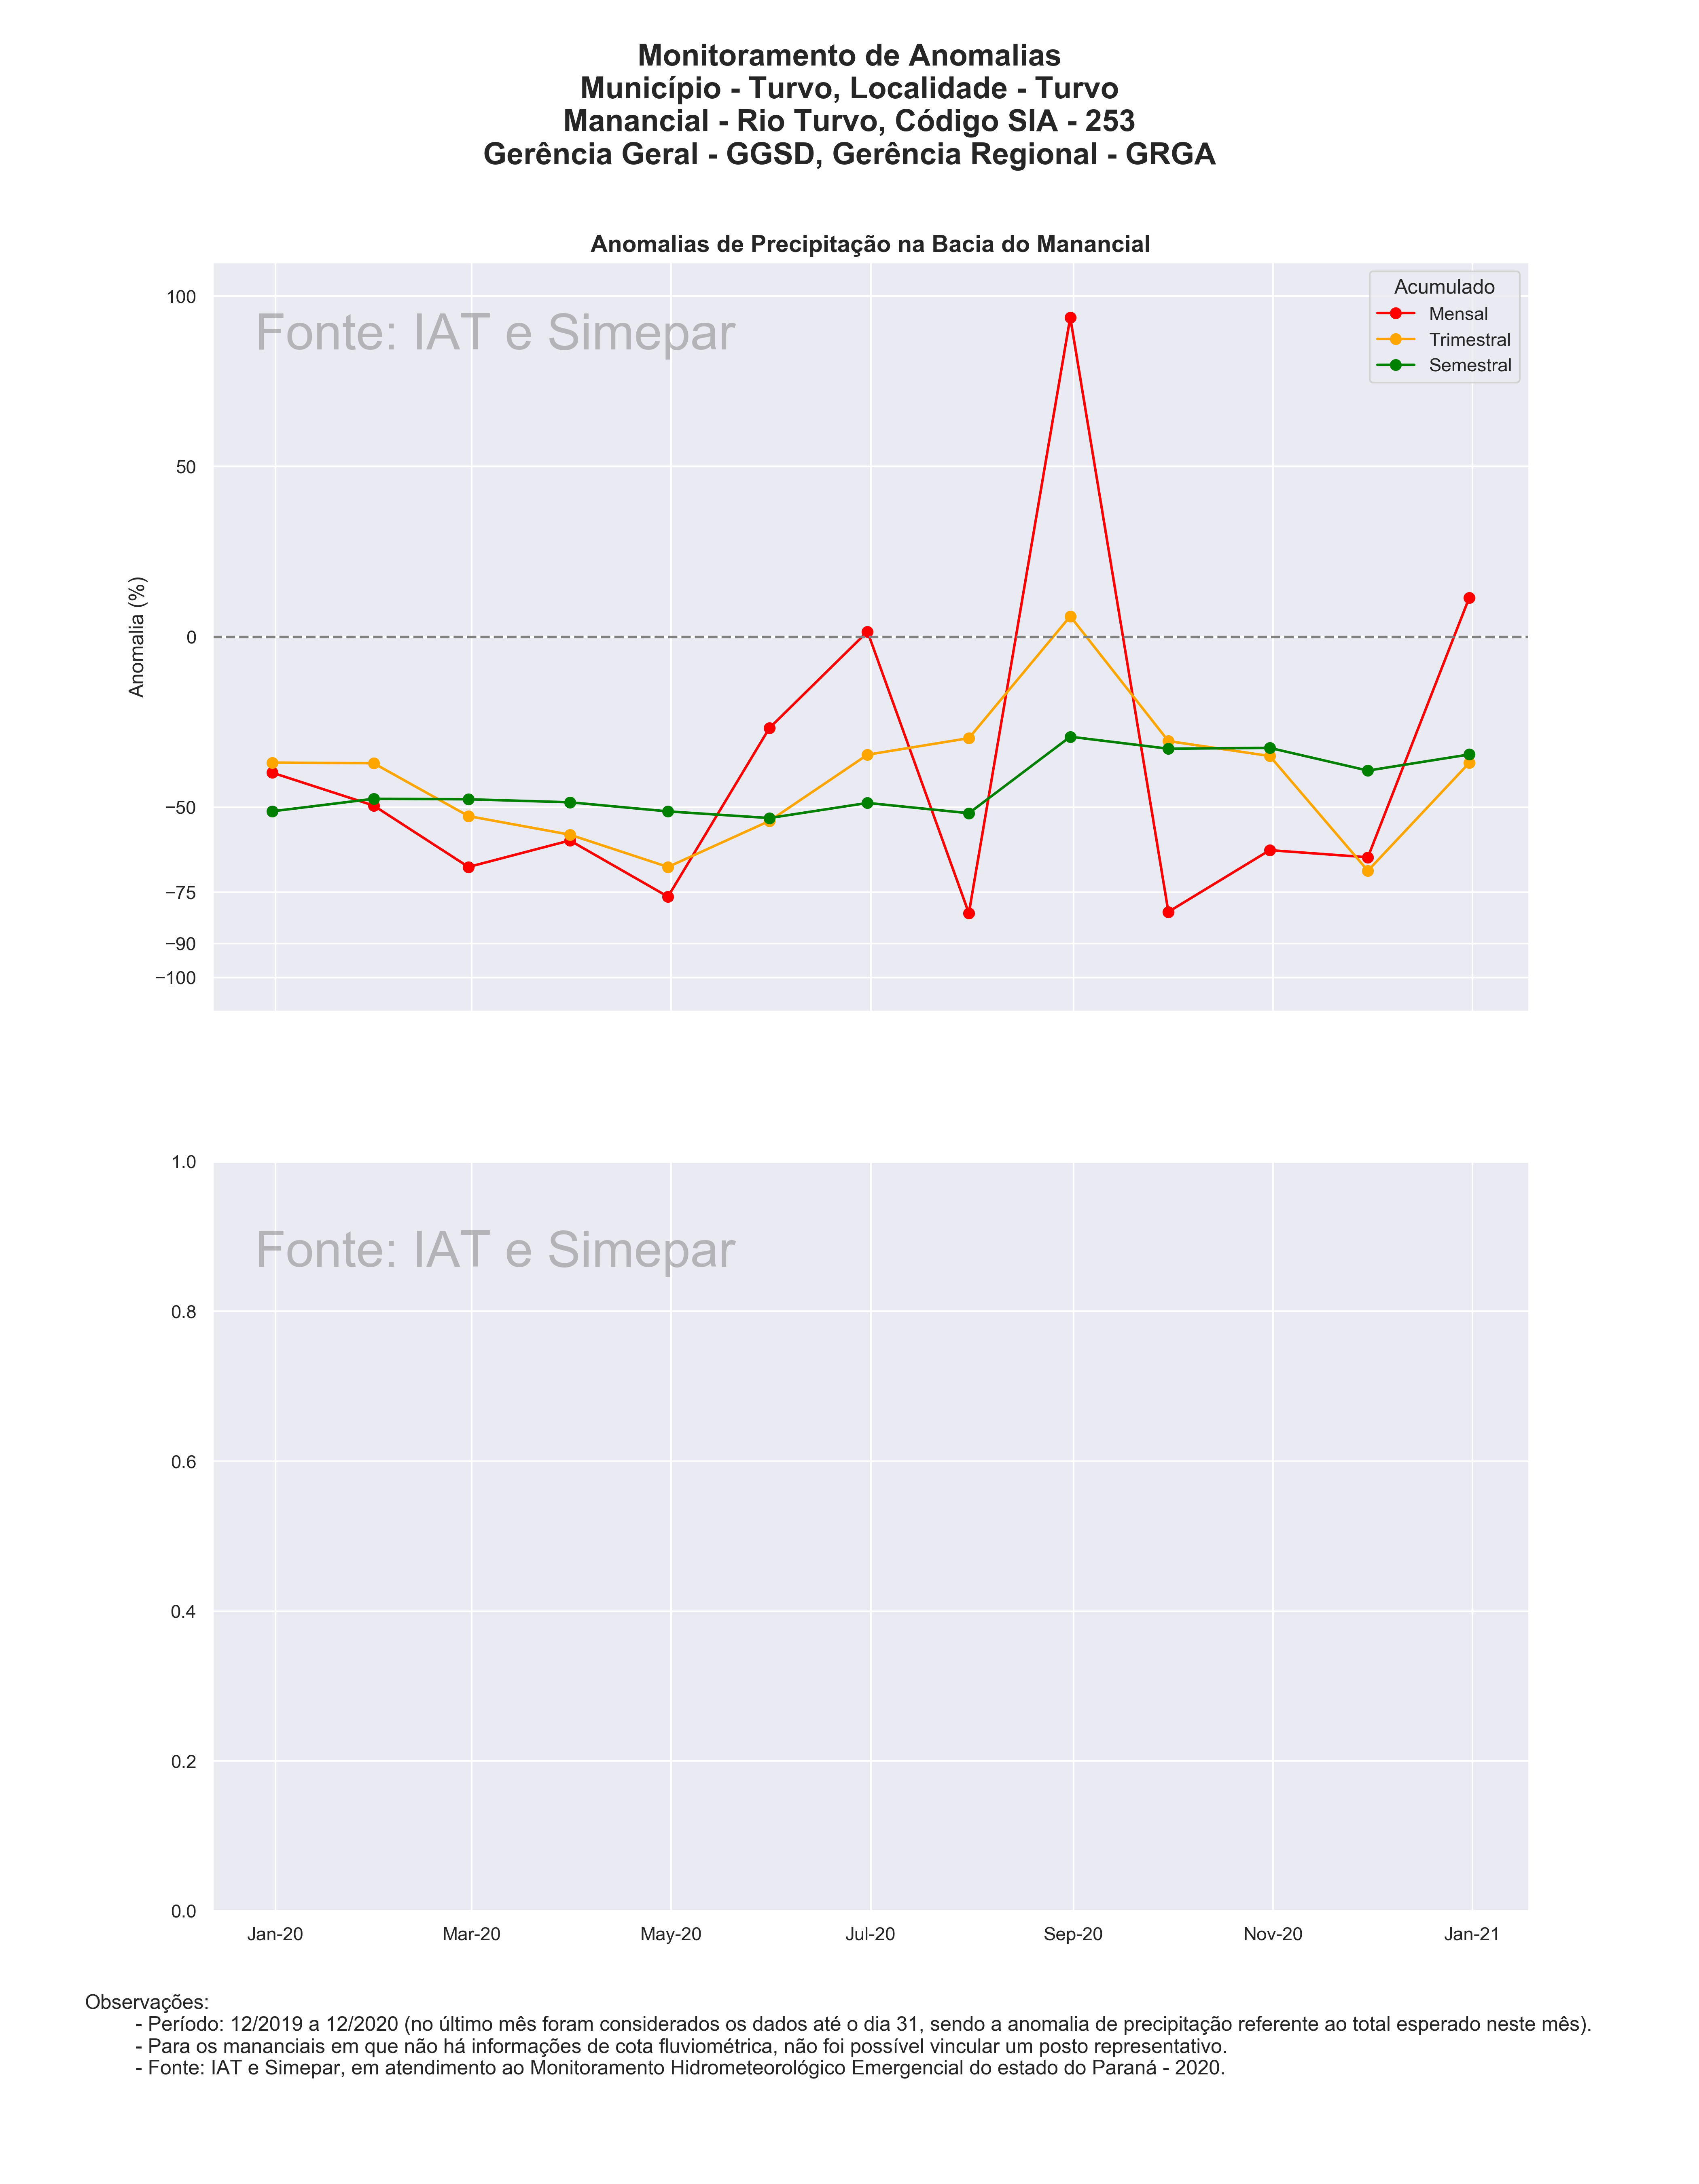 Monitoramento de Anomalias
Município - Turvo, Localidade - Turvo
Manancial - Rio Turvo, Código SIA - 253
Gerência Geral - GGSD, Gerência Regional - GRGA
Anomalias de Precipitação na Bacia do Manancial
Fonte: IAT e Simepar
Acumulado
Mensal
Trimestral
Semestral
Anomalia (%)
100
50
0
−50
−75
−90
−100
Fonte: IAT e Simepar
1.0
0.8
0.6
0.4
0.2
0.0
Jan-20 Mar-20 May-20 Jul-20 Sep-20 Nov-20 Jan-21
Observações:
- Período: 12/2019 a 12/2020 (no último mês foram considerados os dados até o dia 31, sendo a anomalia de precipitação referente ao total esperado neste mês).
- Para os mananciais em que não há informações de cota fluviométrica, não foi possível vincular um posto representativo.
- Fonte: IAT e Simepar, em atendimento ao Monitoramento Hidrometeorológico Emergencial do estado do Paraná - 2020.